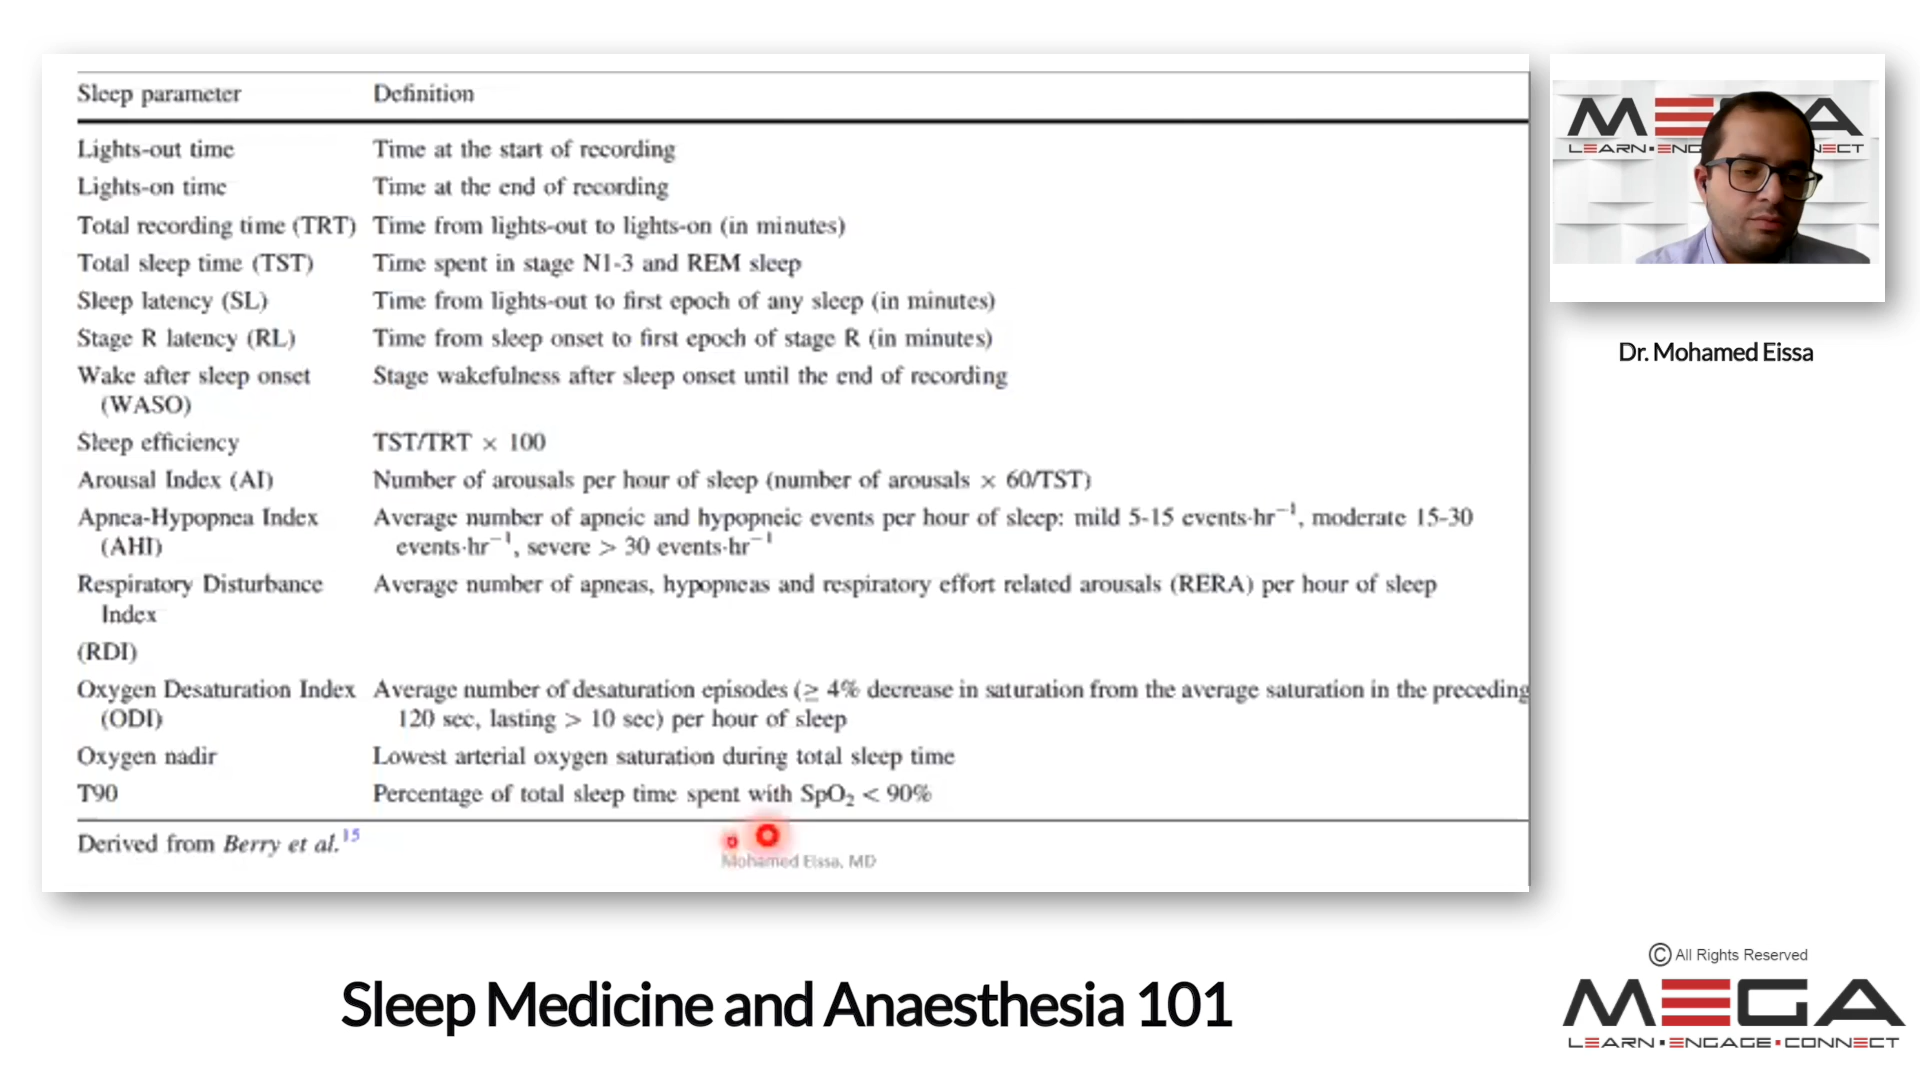 Sleep parameter Definition
Lights-out time Time at the start of recording
Lights-on time Time at the end of recording
Total recording time (TRT) Time from lights-out to lights-on (in minutes)
Total sleep time (TST) Time spent in stage N1-3 and REM sleep
Sleep latency (SL) Time from lights-out to first epoch of any sleep (in minutes)
Stage R latency (RL) Time from sleep onset to first epoch of stage R (in minutes)
Wake after sleep onset Stage wakefulness after sleep onset until the end of recording
(WASO)
Sleep efficiency TST/TRT × 100
Arousal Index (AI) Number of arousals per hour of sleep (number of arousals × 60/TST)
Apnea-Hypopnea Index Average number of apneic and hypopneic events per hour of sleep: mild 5-15 events·hr⁻¹, moderate 15-30
(AHI) events·hr⁻¹, severe > 30 events·hr⁻¹
Respiratory Disturbance Average number of apneas, hypopneas and respiratory effort related arousals (RERA) per hour of sleep
Index
(RDI)
Oxygen Desaturation Index Average number of desaturation episodes (≥ 4% decrease in saturation from the average saturation in the preceding
(ODI) 120 sec, lasting > 10 sec) per hour of sleep
Oxygen nadir Lowest arterial oxygen saturation during total sleep time
T90 Percentage of total sleep time spent with SpO₂ < 90%
Derived from Berry et al.¹⁵
Mohamed Eissa, MD
MEGA
LEARN▪ENG NECT
Dr. Mohamed Eissa
Sleep Medicine and Anaesthesia 101
© All Rights Reserved
MEGA
LEARN▪ENGAGE▪CONNECT